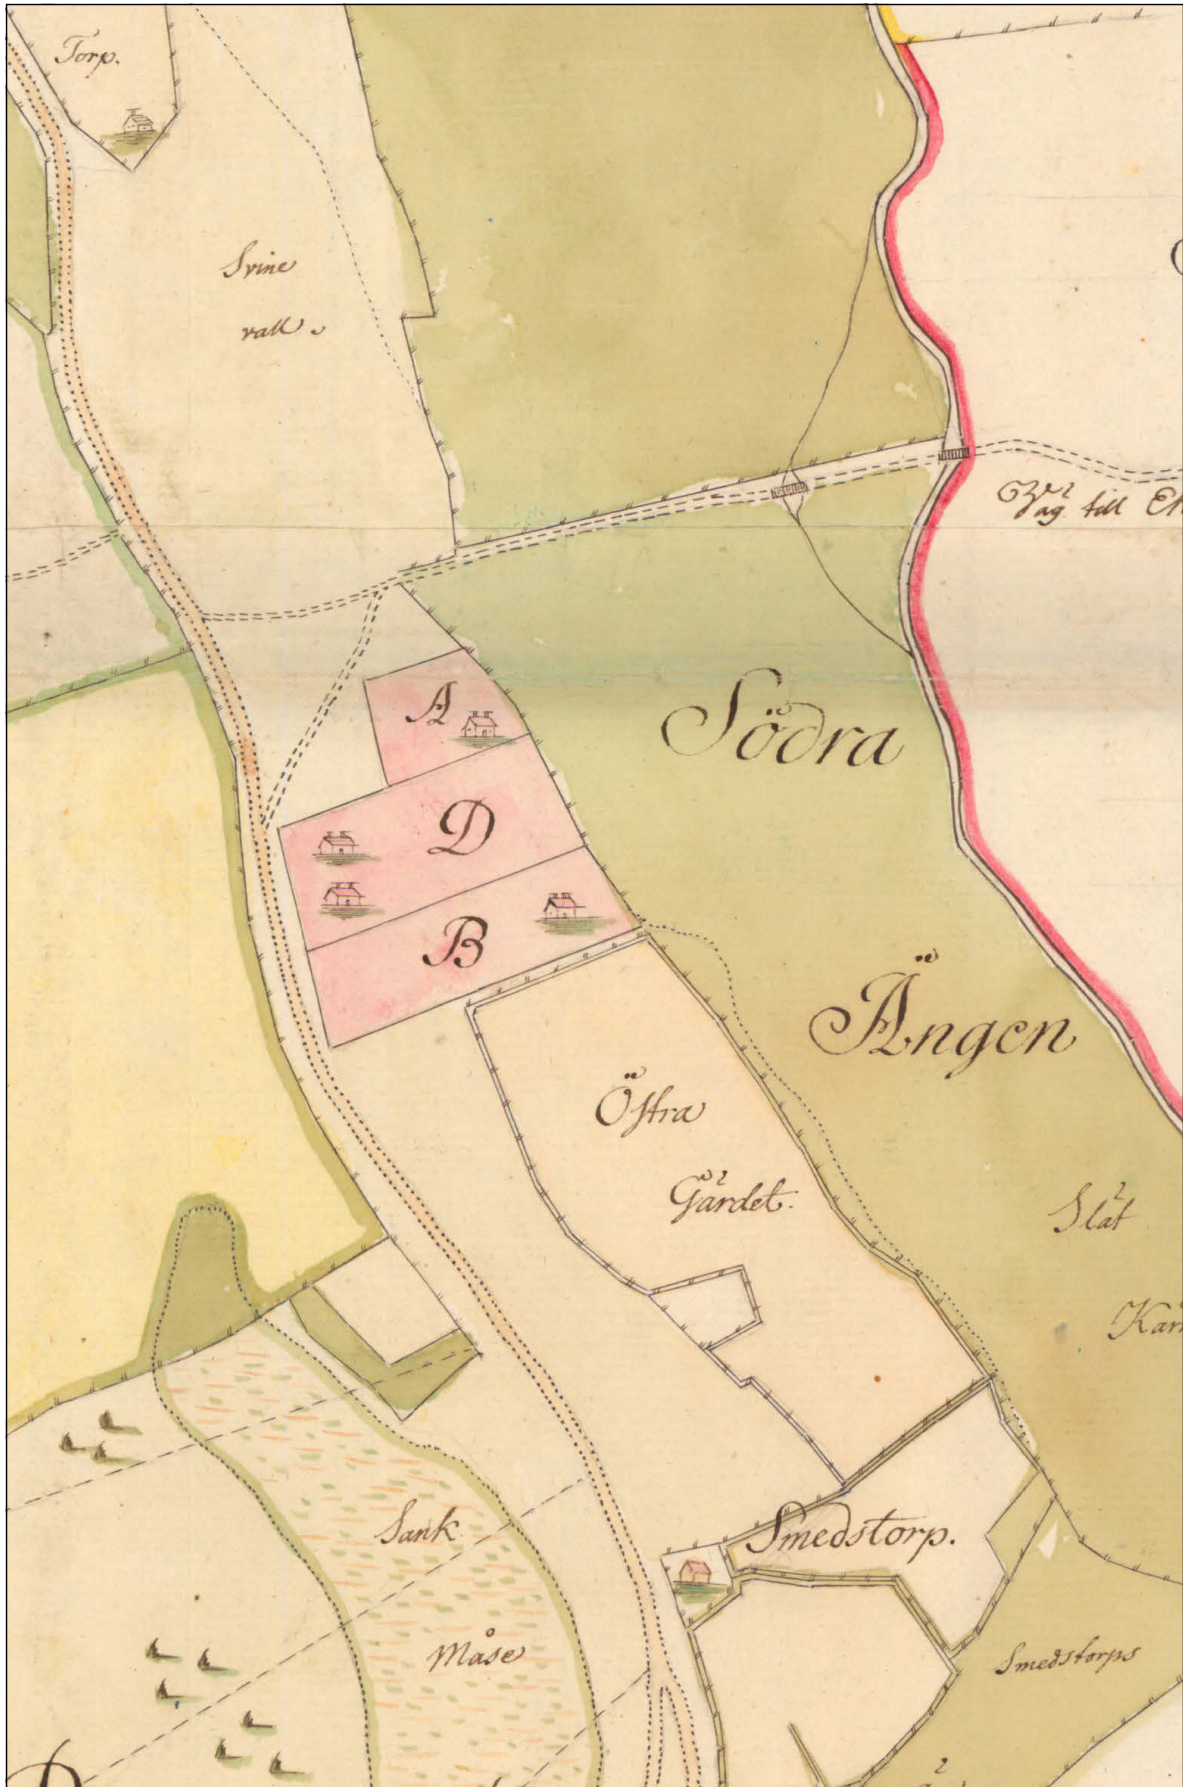 Torp.
Svine
vall.
Väg till
A
Södra
D
B
Ängen
Östra
Gärdet.
Slät
Smedstorp.
Sank
Måse
Smedstorps